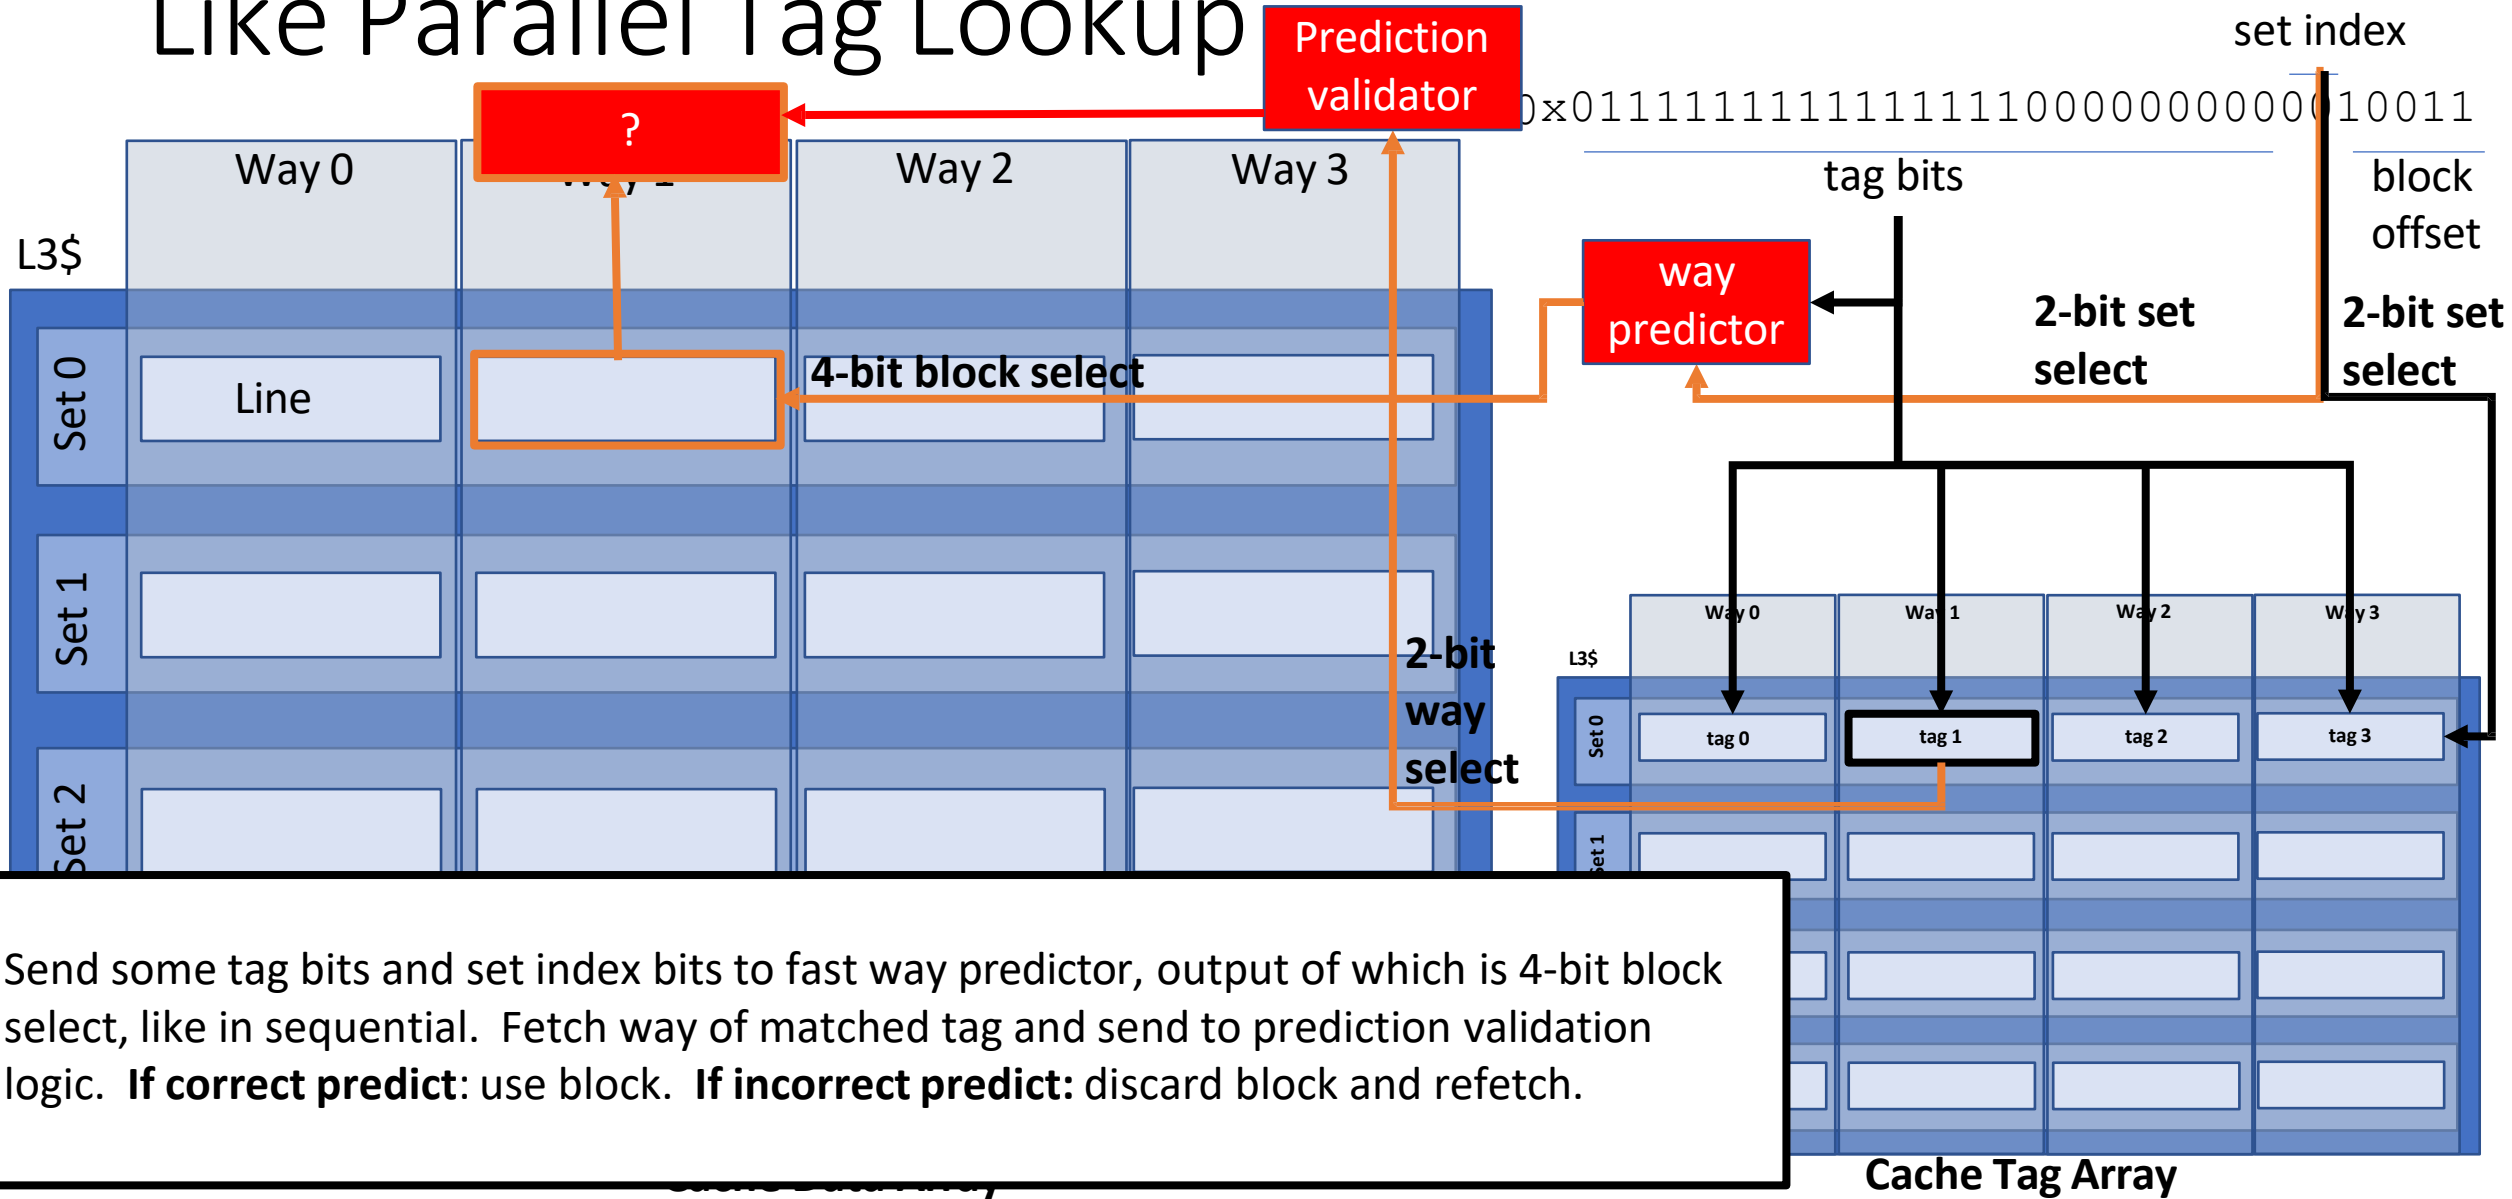 Like Parallel Tag Lookup
Prediction
validator
set index
0x01111111111111110000000000010011
?
Way 0
Way 1
Way 2
Way 3
tag bits
block
offset
L3$
way
predictor
2-bit set
select
2-bit set
select
Set 0
Line
4-bit block select
Set 1
2-bit
way
select
Set 2
Way 0
Way 1
Way 2
Way 3
L3$
Set 0
tag 0
tag 1
tag 2
tag 3
Set 1
Send some tag bits and set index bits to fast way predictor, output of which is 4-bit block
select, like in sequential.  Fetch way of matched tag and send to prediction validation
logic.  If correct predict: use block.  If incorrect predict: discard block and refetch.
Cache Data Array
Cache Tag Array